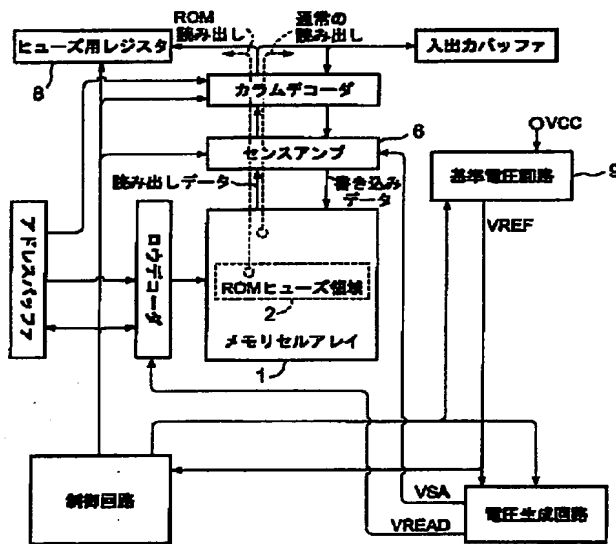 ROM
読み出し
通常の
読み出し
ヒューズ用レジスタ
入出力バッファ
8
カラムデコーダ
6
VCC
センスアンプ
基準電圧回路
9
読み出しデータ
書き込み
データ
VREF
アドレスバッファ
ロウデコーダ
ROMヒューズ領域
2
メモリセルアレイ
1
制御回路
VSA
VREAD
電圧生成回路